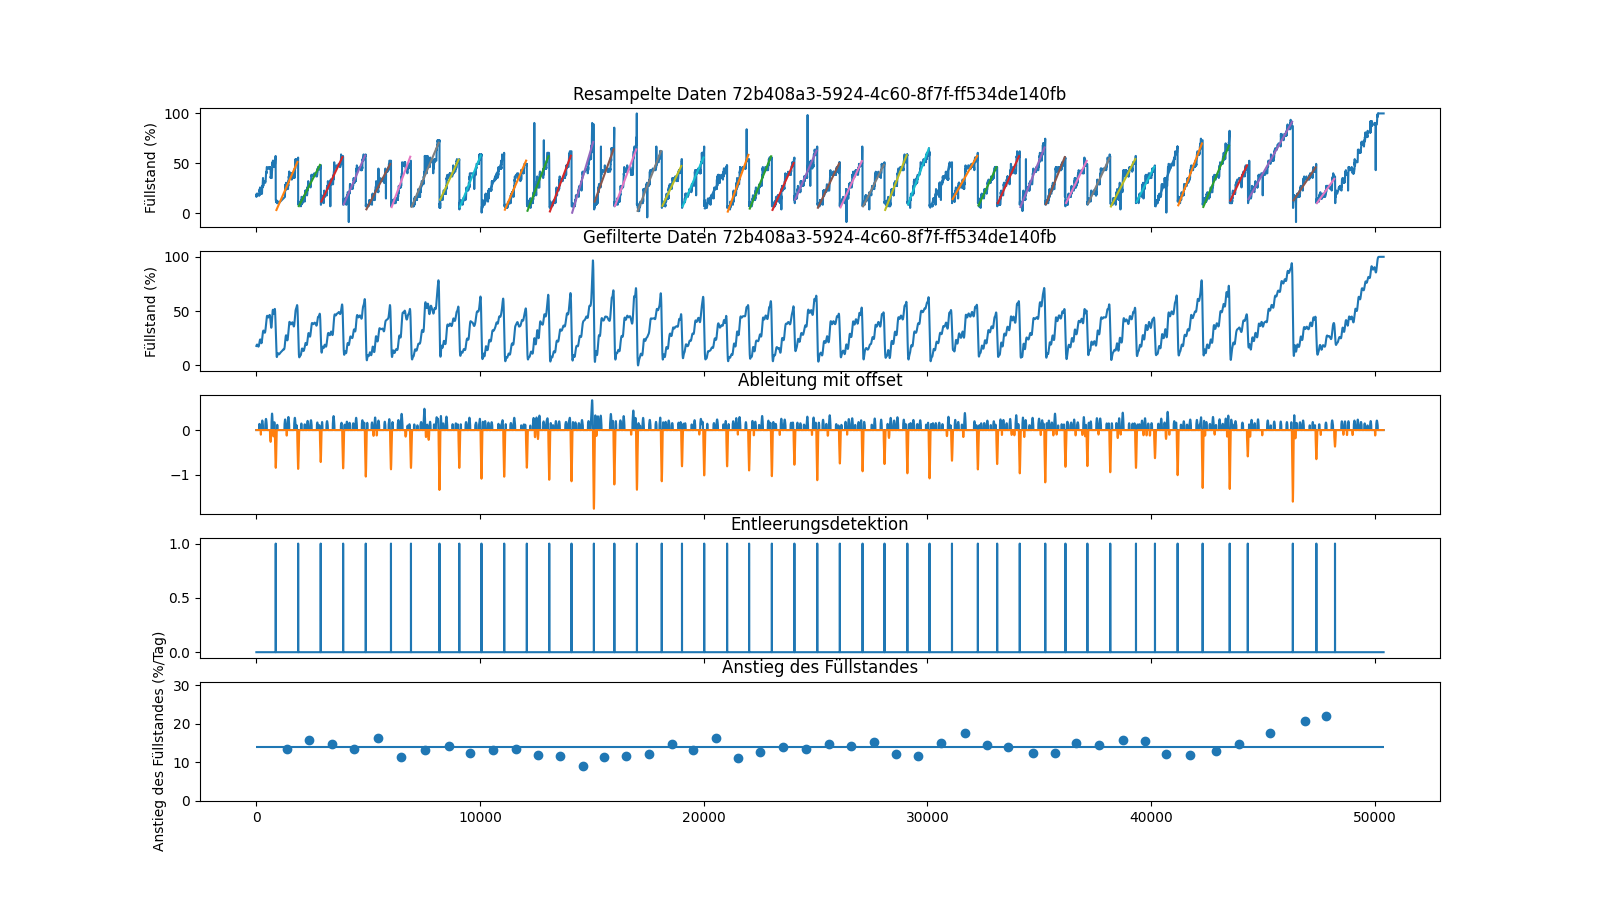 Resampelte Daten 72b408a3-5924-4c60-8f7f-ff534de140fb
Füllstand (%)
100
50
0
Gefilterte Daten 72b408a3-5924-4c60-8f7f-ff534de140fb
Füllstand (%)
100
50
0
Ableitung mit offset
0
−1
Entleerungsdetektion
1.0
0.5
0.0
Anstieg des Füllstandes
Anstieg des Füllstandes (%/Tag)
30
20
10
0
0 10000 20000 30000 40000 50000